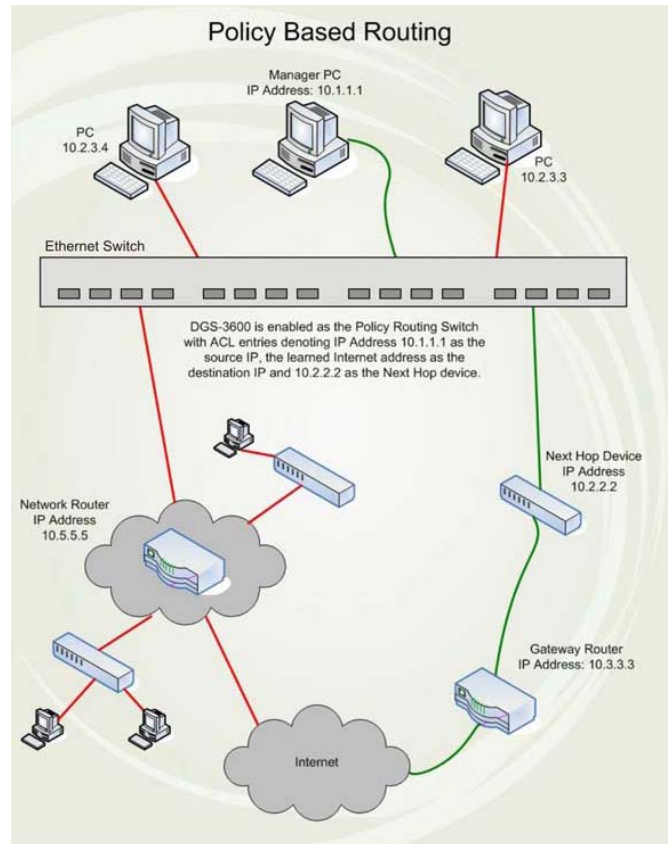 Policy Based Routing
Manager PC
IP Address: 10.1.1.1
PC
10.2.3.4
PC
10.2.3.3
Ethernet Switch
DGS-3600 is enabled as the Policy Routing Switch
with ACL entries denoting IP Address 10.1.1.1 as the
source IP, the learned Internet address as the
destination IP and 10.2.2.2 as the Next Hop device.
Next Hop Device
IP Address
10.2.2.2
Network Router
IP Address
10.5.5.5
Gateway Router
IP Address: 10.3.3.3
Internet